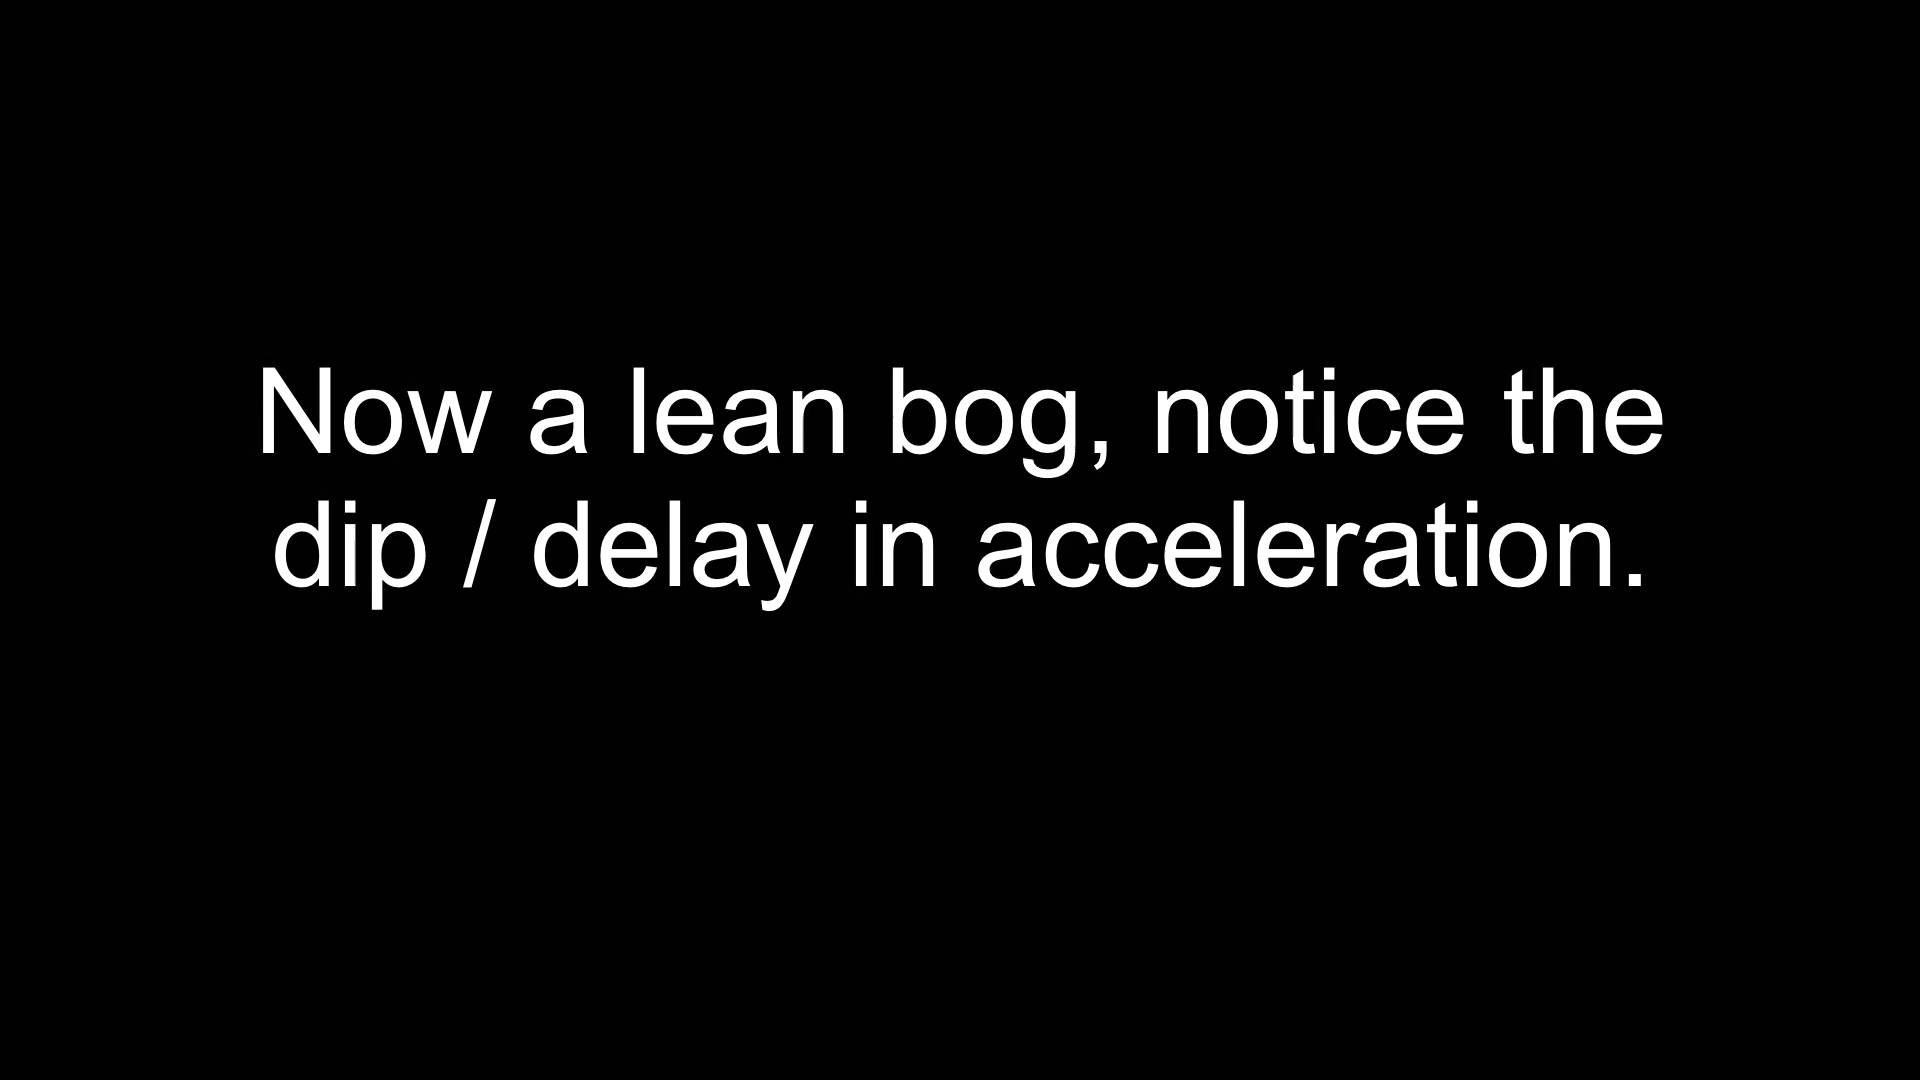 Now a lean bog, notice the
dip / delay in acceleration.